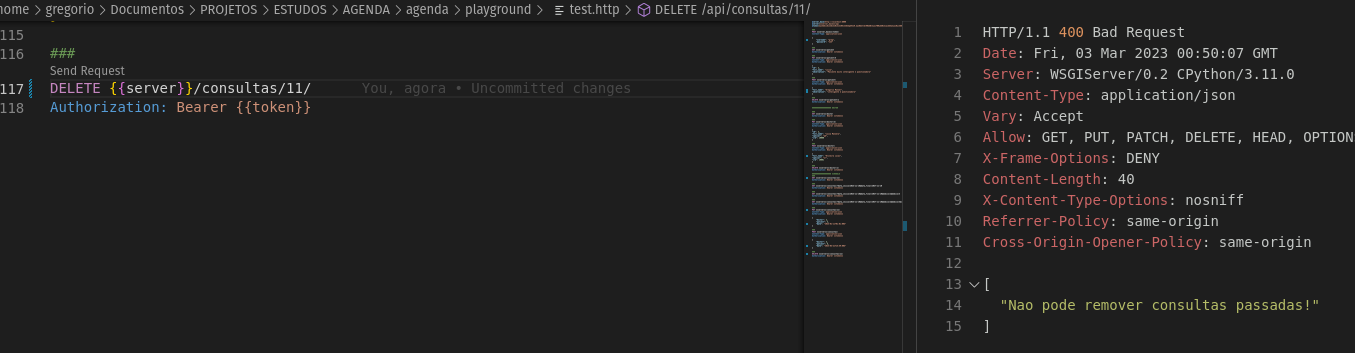 home > gregorio > Documentos > PROJETOS > ESTUDOS > AGENDA > agenda > playground > test.http > DELETE /api/consultas/11/
115
116 ###
Send Request
117 DELETE {{server}}/consultas/11/ You, agora • Uncommitted changes
118 Authorization: Bearer {{token}}
1 HTTP/1.1 400 Bad Request
2 Date: Fri, 03 Mar 2023 00:50:07 GMT
3 Server: WSGIServer/0.2 CPython/3.11.0
4 Content-Type: application/json
5 Vary: Accept
6 Allow: GET, PUT, PATCH, DELETE, HEAD, OPTION
7 X-Frame-Options: DENY
8 Content-Length: 40
9 X-Content-Type-Options: nosniff
10 Referrer-Policy: same-origin
11 Cross-Origin-Opener-Policy: same-origin
12
13 [
14 "Nao pode remover consultas passadas!"
15 ]